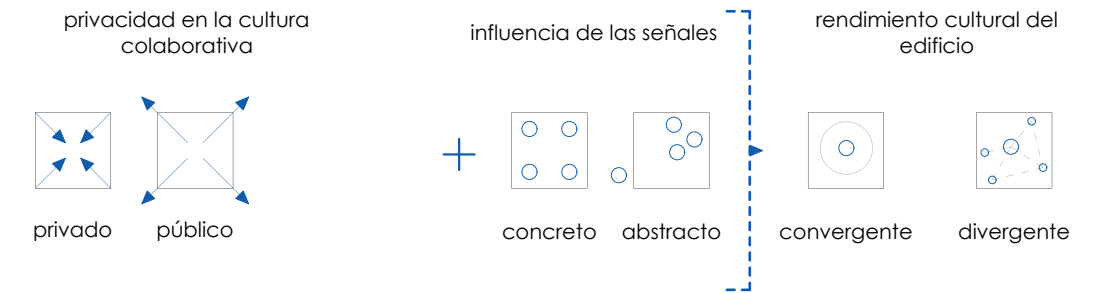 privacidad en la cultura
colaborativa
influencia de las señales
rendimiento cultural del
edificio
privado
público
concreto
abstracto
convergente
divergente